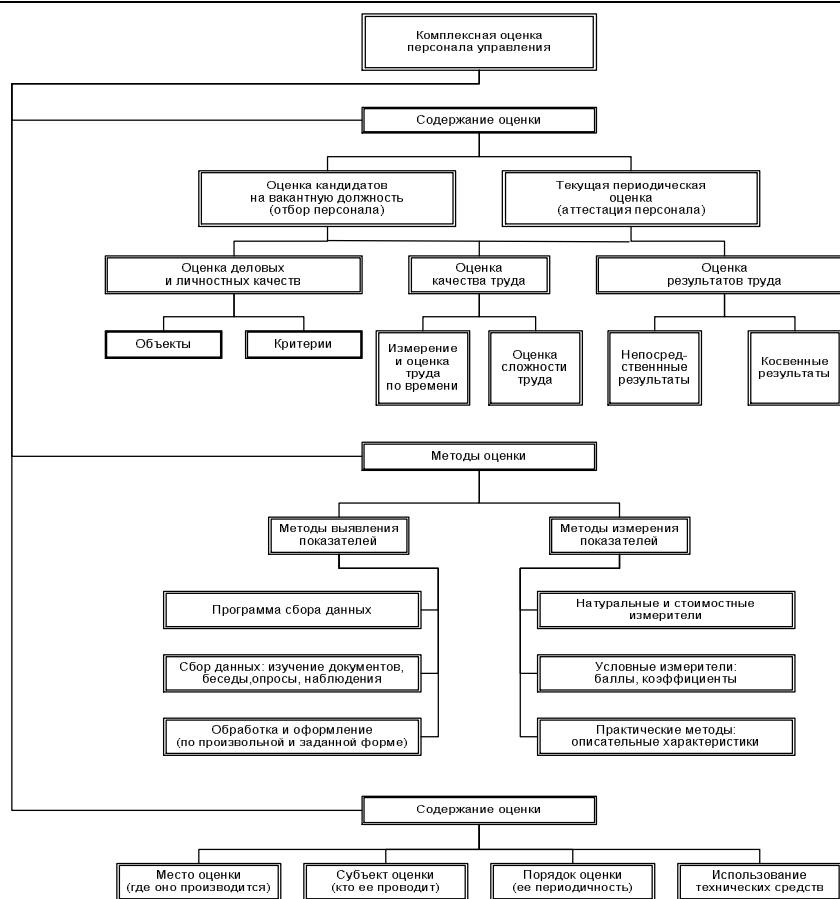 Комплексная оценка
персонала управления
Содержание оценки
Оценка кандидатов
на вакантную должность
(отбор персонала)
Текущая периодическая
оценка
(аттестация персонала)
Оценка деловых
и личностных качеств
Оценка
качества труда
Оценка
результатов труда
Объекты
Критерии
Измерение
и оценка
труда
по времени
Оценка
сложности
труда
Непосред-
ственнные
результаты
Косвенные
результаты
Методы оценки
Методы выявления
показателей
Методы измерения
показателей
Программа сбора данных
Сбор данных: изучение документов,
беседы,опросы, наблюдения
Обработка и оформление
(по произвольной и заданной форме)
Натуральные и стоимостные
измерители
Условные измерители:
баллы, коэффициенты
Практические методы:
описательные характеристики
Содержание оценки
Место оценки
(где оно производится)
Субъект оценки
(кто ее проводит)
Порядок оценки
(ее периодичность)
Использование
технических средств